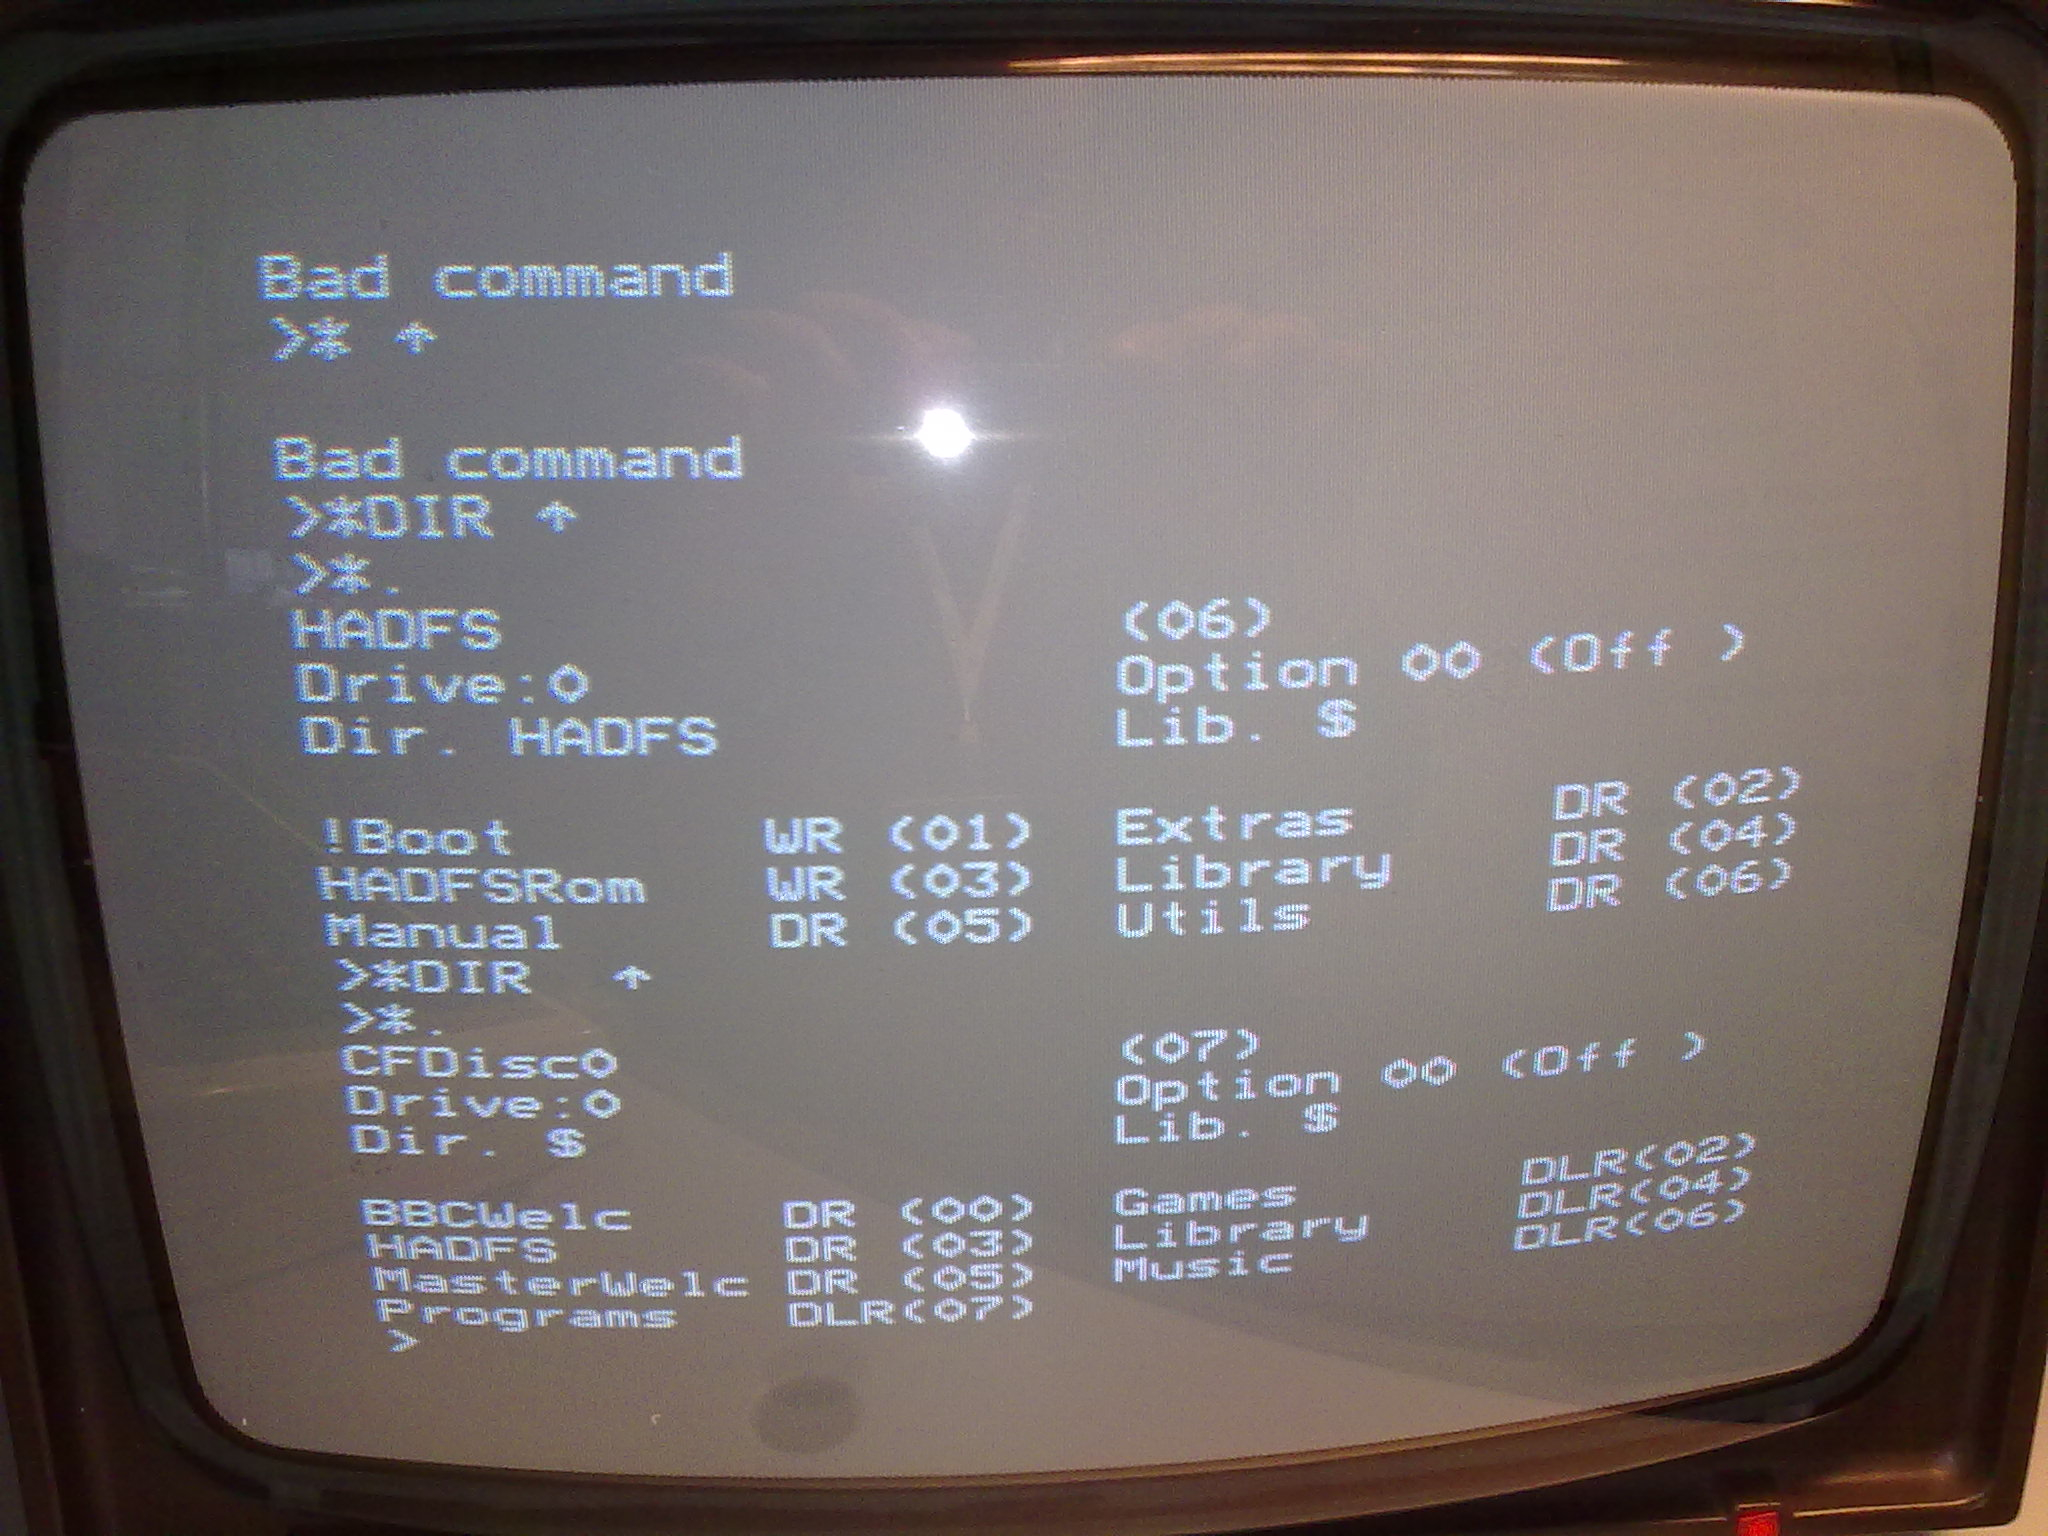 Bad command
>* ↑
Bad command
>*DIR ↑
>*.
HADFS (06)
Drive:0 Option 00 (Off )
Dir. HADFS Lib. $
!Boot WR (01) Extras DR (02)
HADFSRom WR (03) Library DR (04)
Manual DR (05) Utils DR (06)
>*DIR  ↑
>*.
CFDisc0 (07)
Drive:0 Option 00 (Off )
Dir. $ Lib. $
BBCWelc DR (00) Games DLR(02)
HADFS DR (03) Library DLR(04)
MasterWelc DR (05) Music DLR(06)
Programs DLR(07)
>